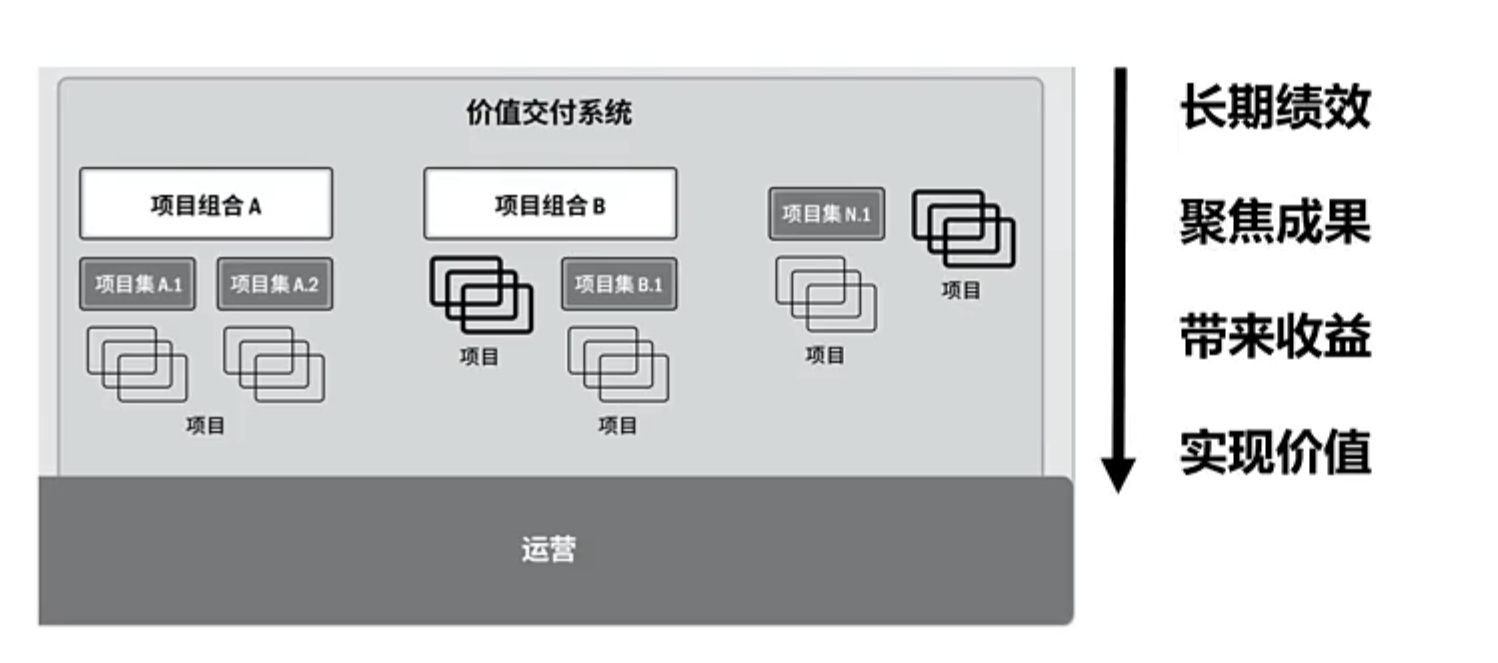 价值交付系统
项目组合 A
项目组合 B
项目集 N.1
项目
项目集 A.1
项目集 A.2
项目
项目集 B.1
项目
项目
项目
运营
长期绩效
聚焦成果
带来收益
实现价值